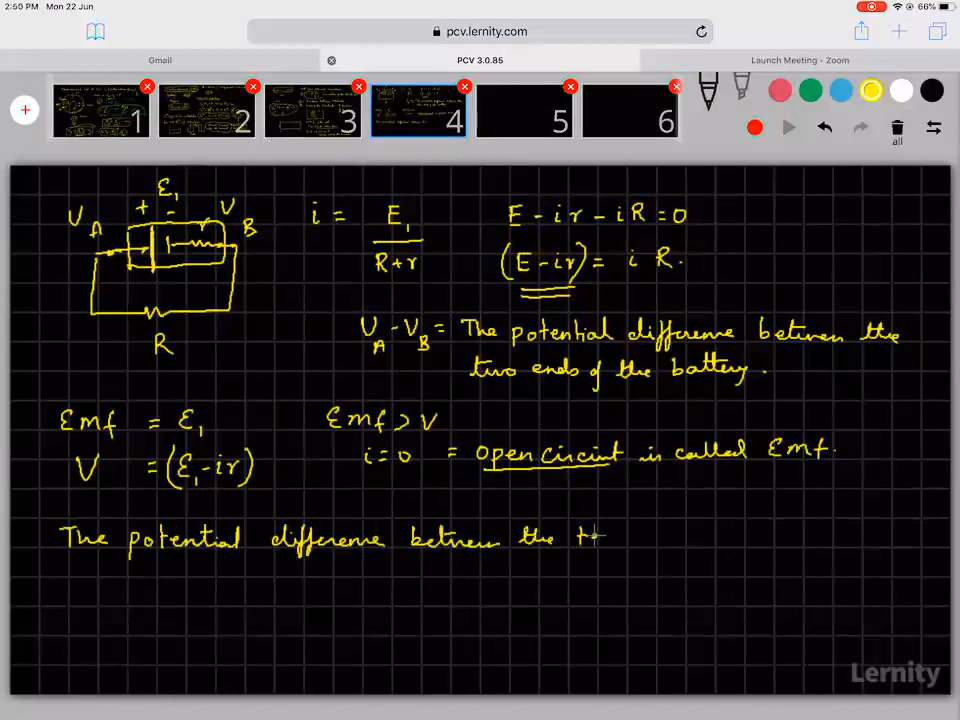 2:50 PM Mon 22 Jun 66%
pcv.lernity.com
Gmail PCV 3.0.85 Launch Meeting - Zoom
1 2 3 4 5 6
all
ε₁
+ - V
V_A r B
i = E₁ / (R+r)
E - ir - iR = 0
(E - ir) = i R.
R
V_A - V_B = The potential difference between the
two ends of the battery.
Emf = ε₁ Emf > V
V = (ε₁ - ir) i = 0 = open circuit is called Emf.
The potential difference between the
Lernity